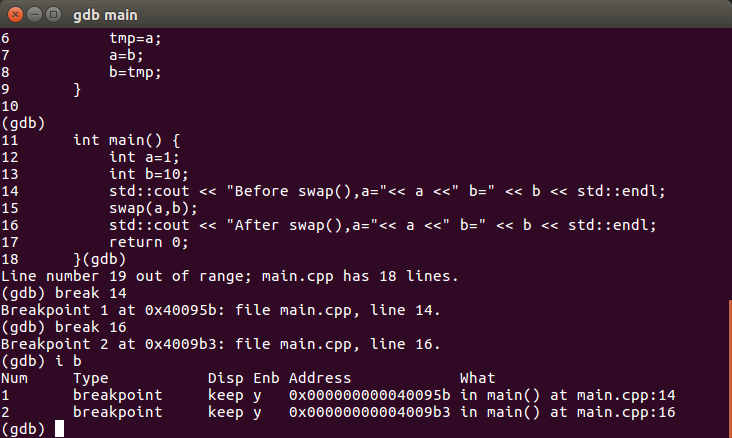 gdb main
6           tmp=a;
7           a=b;
8           b=tmp;
9       }
10
(gdb)
11      int main() {
12          int a=1;
13          int b=10;
14          std::cout << "Before swap(),a="<< a <<" b=" << b << std::endl;
15          swap(a,b);
16          std::cout << "After swap(),a="<< a <<" b=" << b << std::endl;
17          return 0;
18      }(gdb)
Line number 19 out of range; main.cpp has 18 lines.
(gdb) break 14
Breakpoint 1 at 0x40095b: file main.cpp, line 14.
(gdb) break 16
Breakpoint 2 at 0x4009b3: file main.cpp, line 16.
(gdb) i b
Num     Type           Disp Enb Address            What
1       breakpoint     keep y   0x000000000040095b in main() at main.cpp:14
2       breakpoint     keep y   0x00000000004009b3 in main() at main.cpp:16
(gdb)